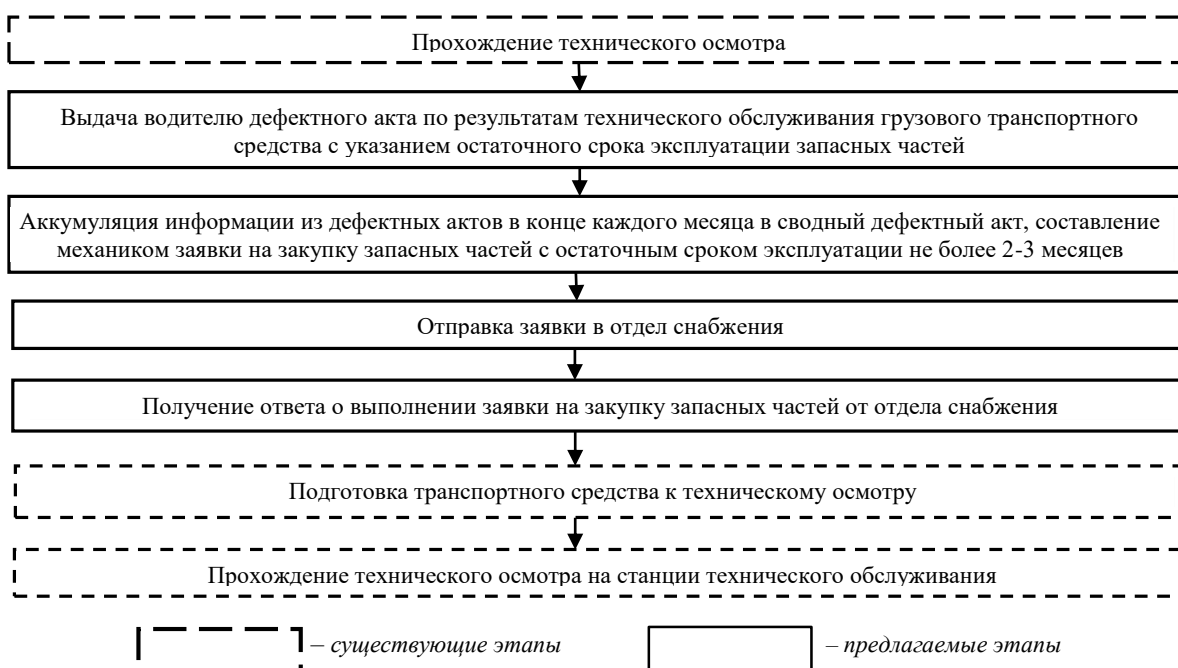 Прохождение технического осмотра
Выдача водителю дефектного акта по результатам технического обслуживания грузового транспортного
средства с указанием остаточного срока эксплуатации запасных частей
Аккумуляция информации из дефектных актов в конце каждого месяца в сводный дефектный акт, составление
механиком заявки на закупку запасных частей с остаточным сроком эксплуатации не более 2-3 месяцев
Отправка заявки в отдел снабжения
Получение ответа о выполнении заявки на закупку запасных частей от отдела снабжения
Подготовка транспортного средства к техническому осмотру
Прохождение технического осмотра на станции технического обслуживания
– существующие этапы
– предлагаемые этапы